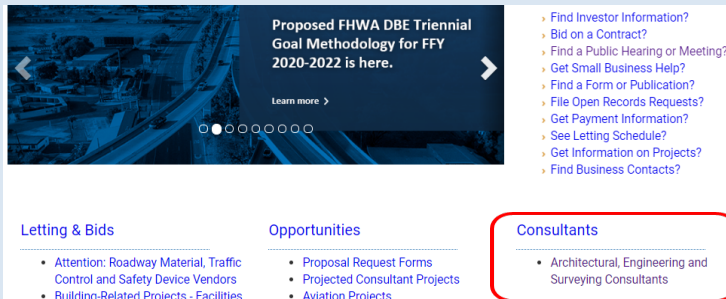 Proposed FHWA DBE Triennial
Goal Methodology for FFY
2020-2022 is here.
Learn more
Find Investor Information?
Bid on a Contract?
Find a Public Hearing or Meeting?
Get Small Business Help?
Find a Form or Publication?
File Open Records Requests?
Get Payment Information?
See Letting Schedule?
Get Information on Projects?
Find Business Contacts?
Letting & Bids
Attention: Roadway Material, Traffic
Control and Safety Device Vendors
Building-Related Projects - Facilities
Opportunities
Proposal Request Forms
Projected Consultant Projects
Aviation Projects
Consultants
Architectural, Engineering and
Surveying Consultants